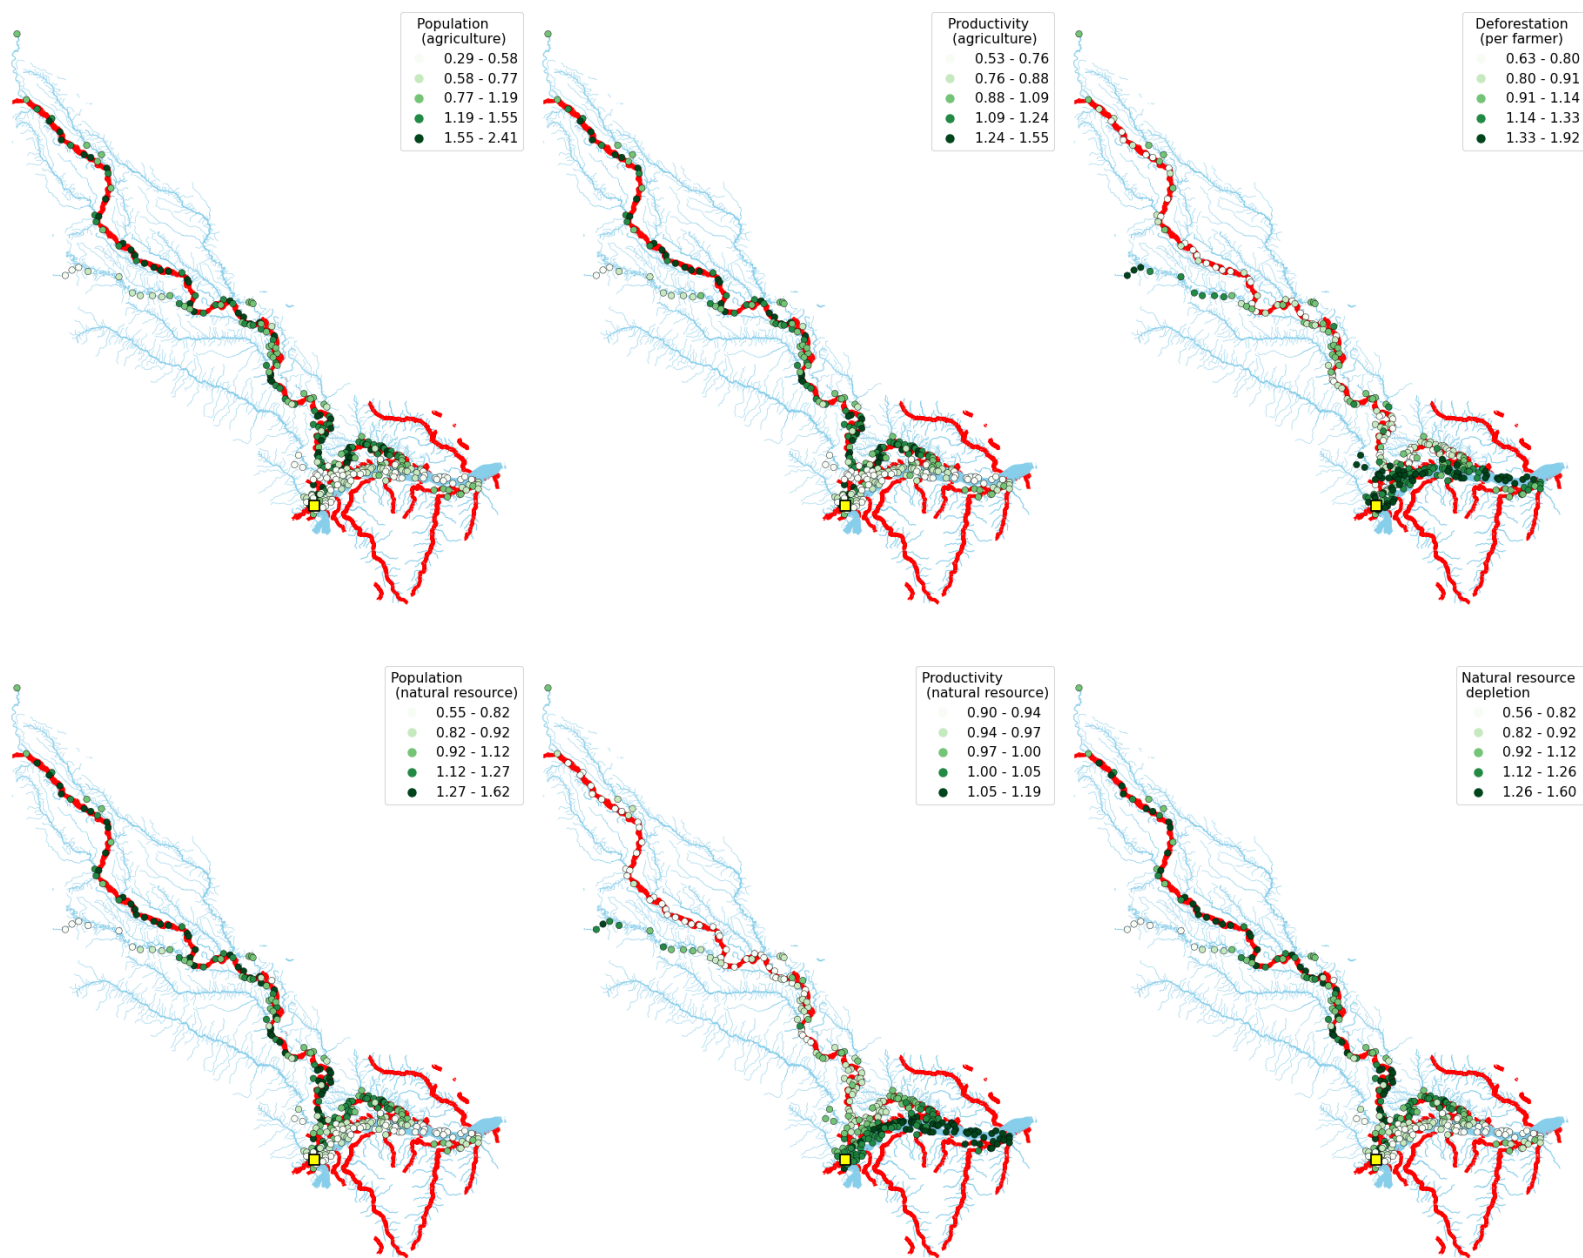 Population
(agriculture)
0.29 - 0.58
0.58 - 0.77
0.77 - 1.19
1.19 - 1.55
1.55 - 2.41
Productivity
(agriculture)
0.53 - 0.76
0.76 - 0.88
0.88 - 1.09
1.09 - 1.24
1.24 - 1.55
Deforestation
(per farmer)
0.63 - 0.80
0.80 - 0.91
0.91 - 1.14
1.14 - 1.33
1.33 - 1.92
Population
(natural resource)
0.55 - 0.82
0.82 - 0.92
0.92 - 1.12
1.12 - 1.27
1.27 - 1.62
Productivity
(natural resource)
0.90 - 0.94
0.94 - 0.97
0.97 - 1.00
1.00 - 1.05
1.05 - 1.19
Natural resource
depletion
0.56 - 0.82
0.82 - 0.92
0.92 - 1.12
1.12 - 1.26
1.26 - 1.60